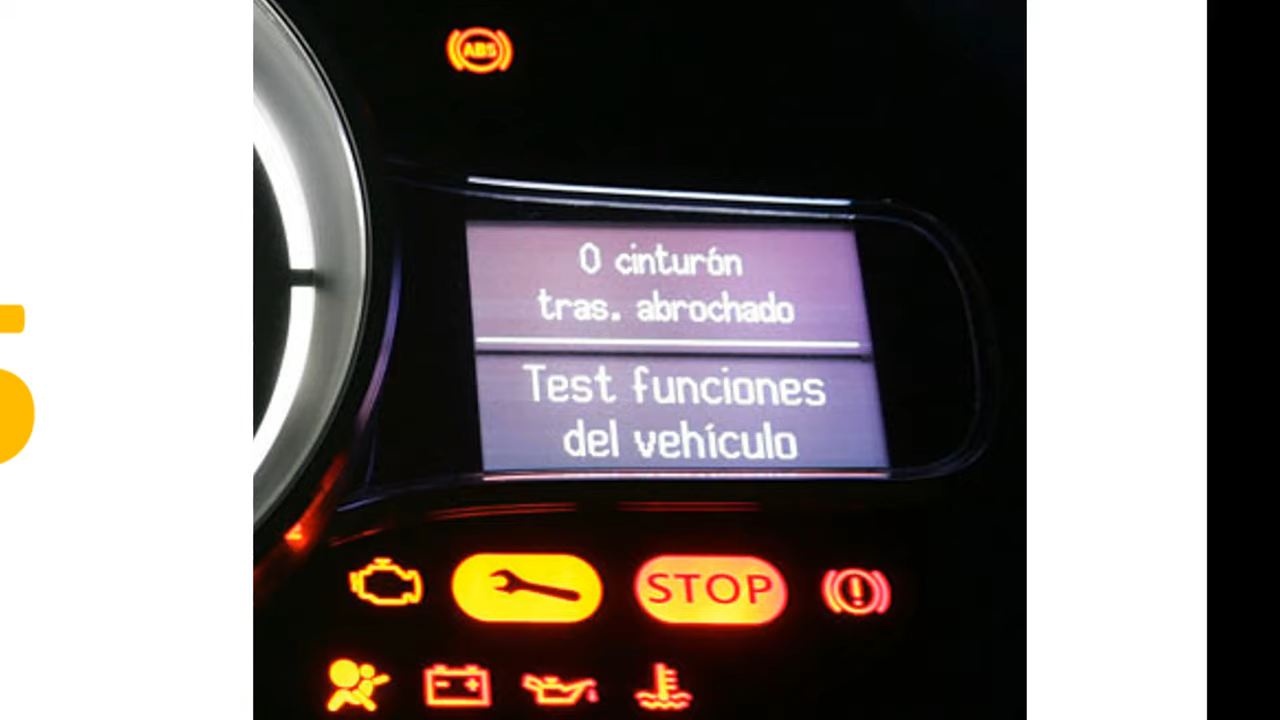 ABS
0 cinturón
tras. abrochado
Test funciones
del vehículo
STOP